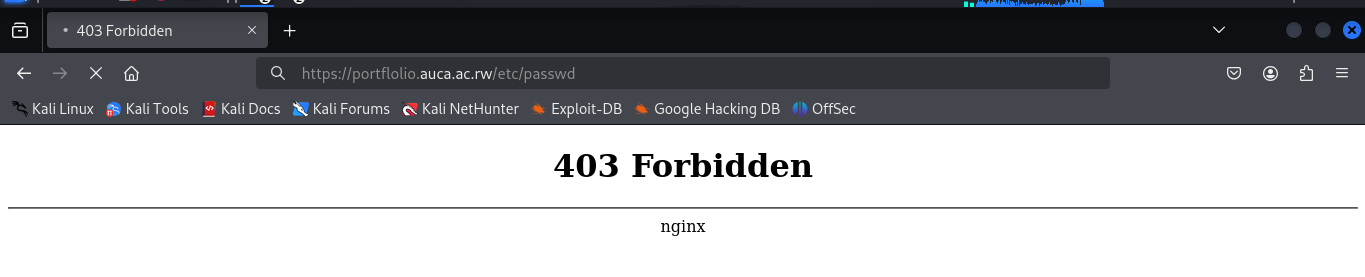 403 Forbidden
https://portflolio.auca.ac.rw/etc/passwd
Kali Linux Kali Tools Kali Docs Kali Forums Kali NetHunter Exploit-DB Google Hacking DB OffSec
403 Forbidden
nginx